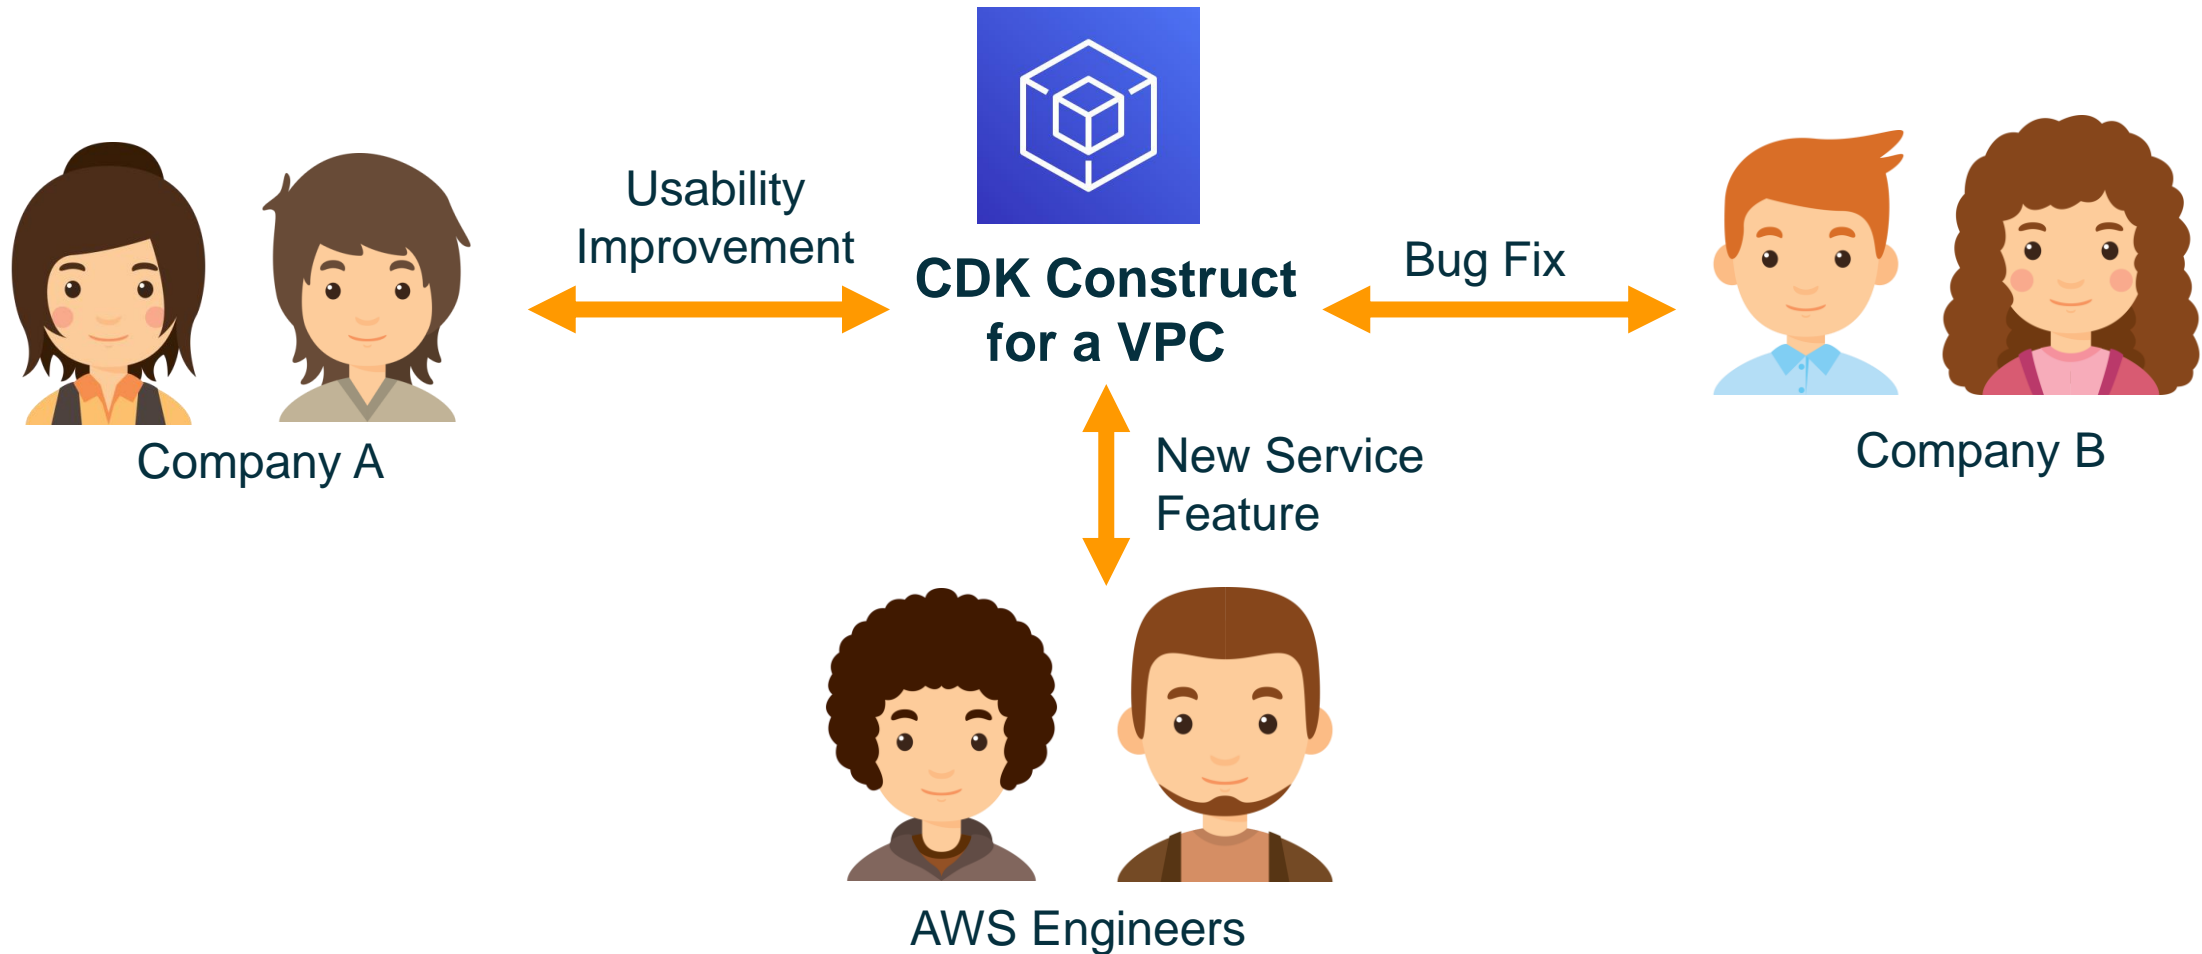 Usability
Improvement
CDK Construct
for a VPC
Bug Fix
Company A
New Service
Feature
Company B
AWS Engineers